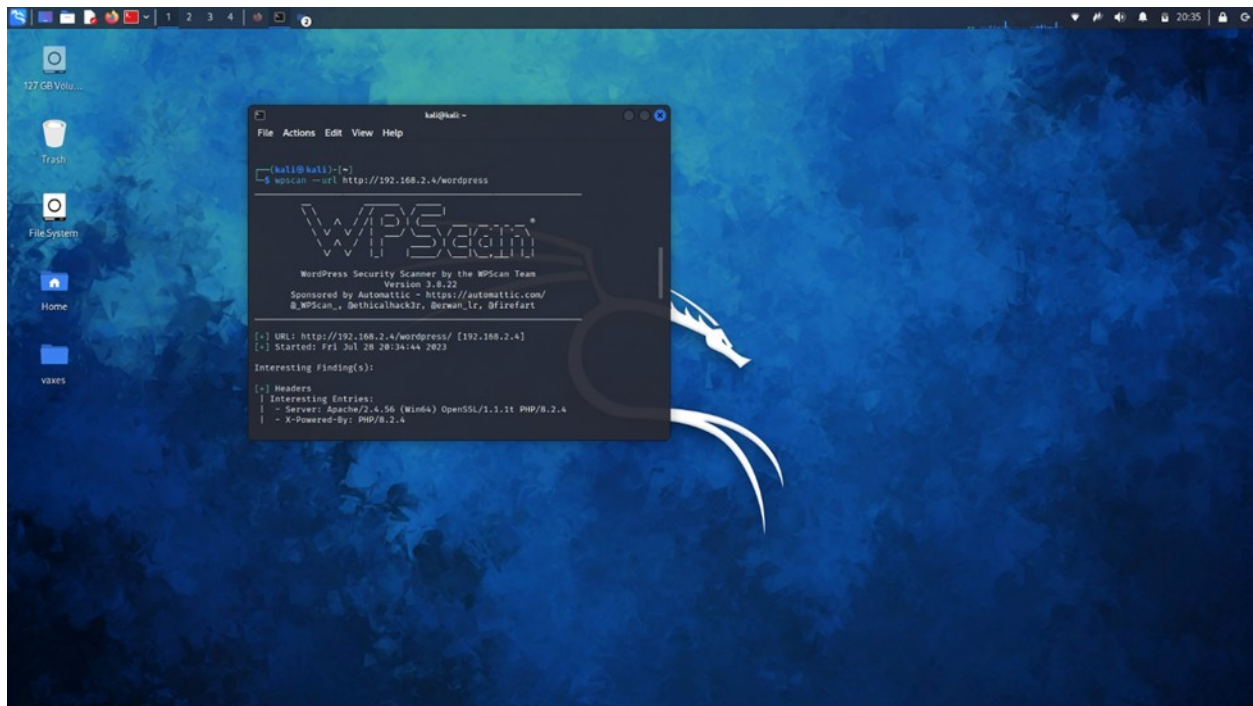 1 2 3 4
2
20:35
127 GB Volu...
Trash
File System
Home
vaxes
kali@kali: ~
File Actions Edit View Help
┌──(kali㉿kali)-[~]
└─$ wpscan --url http://192.168.2.4/wordpress
WPScan®
WordPress Security Scanner by the WPScan Team
Version 3.8.22
Sponsored by Automattic - https://automattic.com/
@_WPScan_, @ethicalhack3r, @erwan_lr, @firefart
[+] URL: http://192.168.2.4/wordpress/ [192.168.2.4]
[+] Started: Fri Jul 28 20:34:44 2023
Interesting Finding(s):
[+] Headers
| Interesting Entries:
|  - Server: Apache/2.4.56 (Win64) OpenSSL/1.1.1t PHP/8.2.4
|  - X-Powered-By: PHP/8.2.4